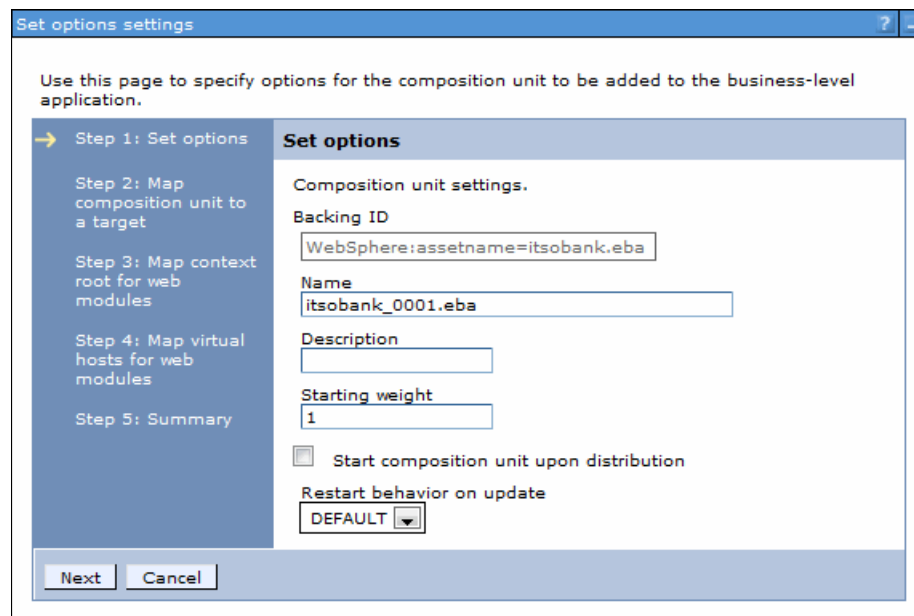 Set options settings
?
Use this page to specify options for the composition unit to be added to the business-level
application.
Step 1: Set options
Step 2: Map
composition unit to
a target
Step 3: Map context
root for web
modules
Step 4: Map virtual
hosts for web
modules
Step 5: Summary
Set options
Composition unit settings.
Backing ID
WebSphere:assetname=itsobank.eba
Name
itsobank_0001.eba
Description
Starting weight
1
Start composition unit upon distribution
Restart behavior on update
DEFAULT
Next
Cancel